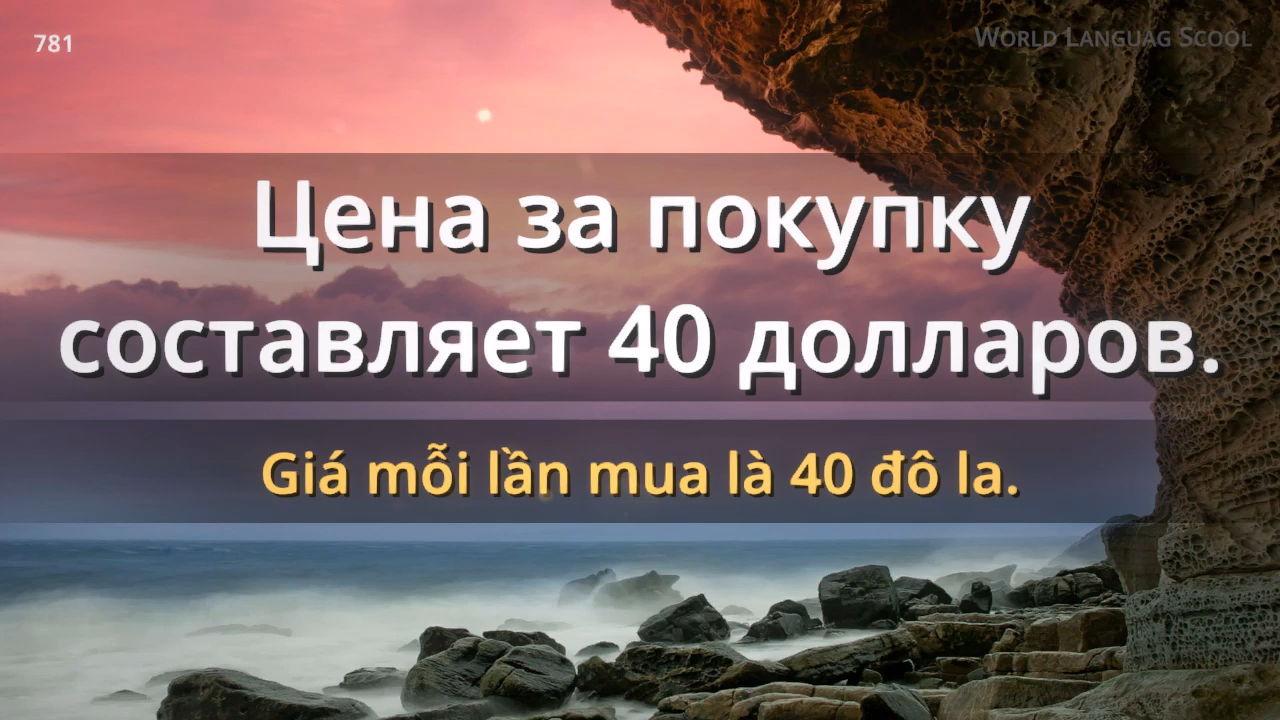 781
World Languag Scool
Цена за покупку
составляет 40 долларов.
Giá mỗi lần mua là 40 đô la.